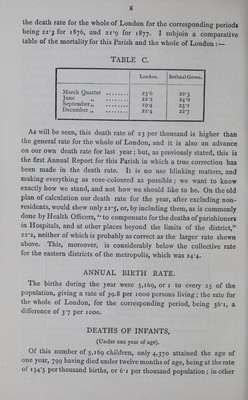 6
the death rate for the whole of London for the corresponding periods
being 22·3 for 1876, and 21·9 for 1877. I subjoin a comparative
table of the mortality for this Parish and the whole of London:—
TABLE C.
London. Bethnal Green.
March Quarter ........ 23·6 22·3
June „ ........ 22·2 24·6
September „ ........ 19·4 23·1
December „ ........ 22·4 22·7
As will be seen, this death rate of 23 per thousand is higher than
the general rate for the whole of London, and it is also an advance
on our own death rate for last year; but, as previously stated, this is
the first Annual Report for this Parish in which a true correction has
been made in the death rate. It is no use blinking matters, and
making everything as rose-coloured as possible; we want to know
exactly how we stand, and not how we should like to be. On the old
plan of calculation our death rate for the year, after excluding non-
residents, would shew only 21·5, or, by including them, as is commonly
done by Health Officers, "to compensate for the deaths of parishioners
in Hospitals, and at other places beyond the limits of the district,"
22·2, neither of which is probably as correct as the larger rate shewn
above. This, moreover, is considerably below the collective rate
for the eastern districts of the metropolis, which was 24·4.
ANNUAL BIRTH RATE.
The births during the year were 5,169, or 1 to every 25 of the
population, giving a rate of 39.8 per 1000 persons living; the rate for
the whole of London, for the corresponding period, being 36·1, a
difference of 3·7 per 1000.
DEATHS OF INFANTS,
(Under one year of age).
Of this number of 5,169 children, only 4,370 attained the age of
one year, 799 having died under twelve months of age, being at the rate
of 154·5 per thousand births, or 6·1 per thousand population; in other